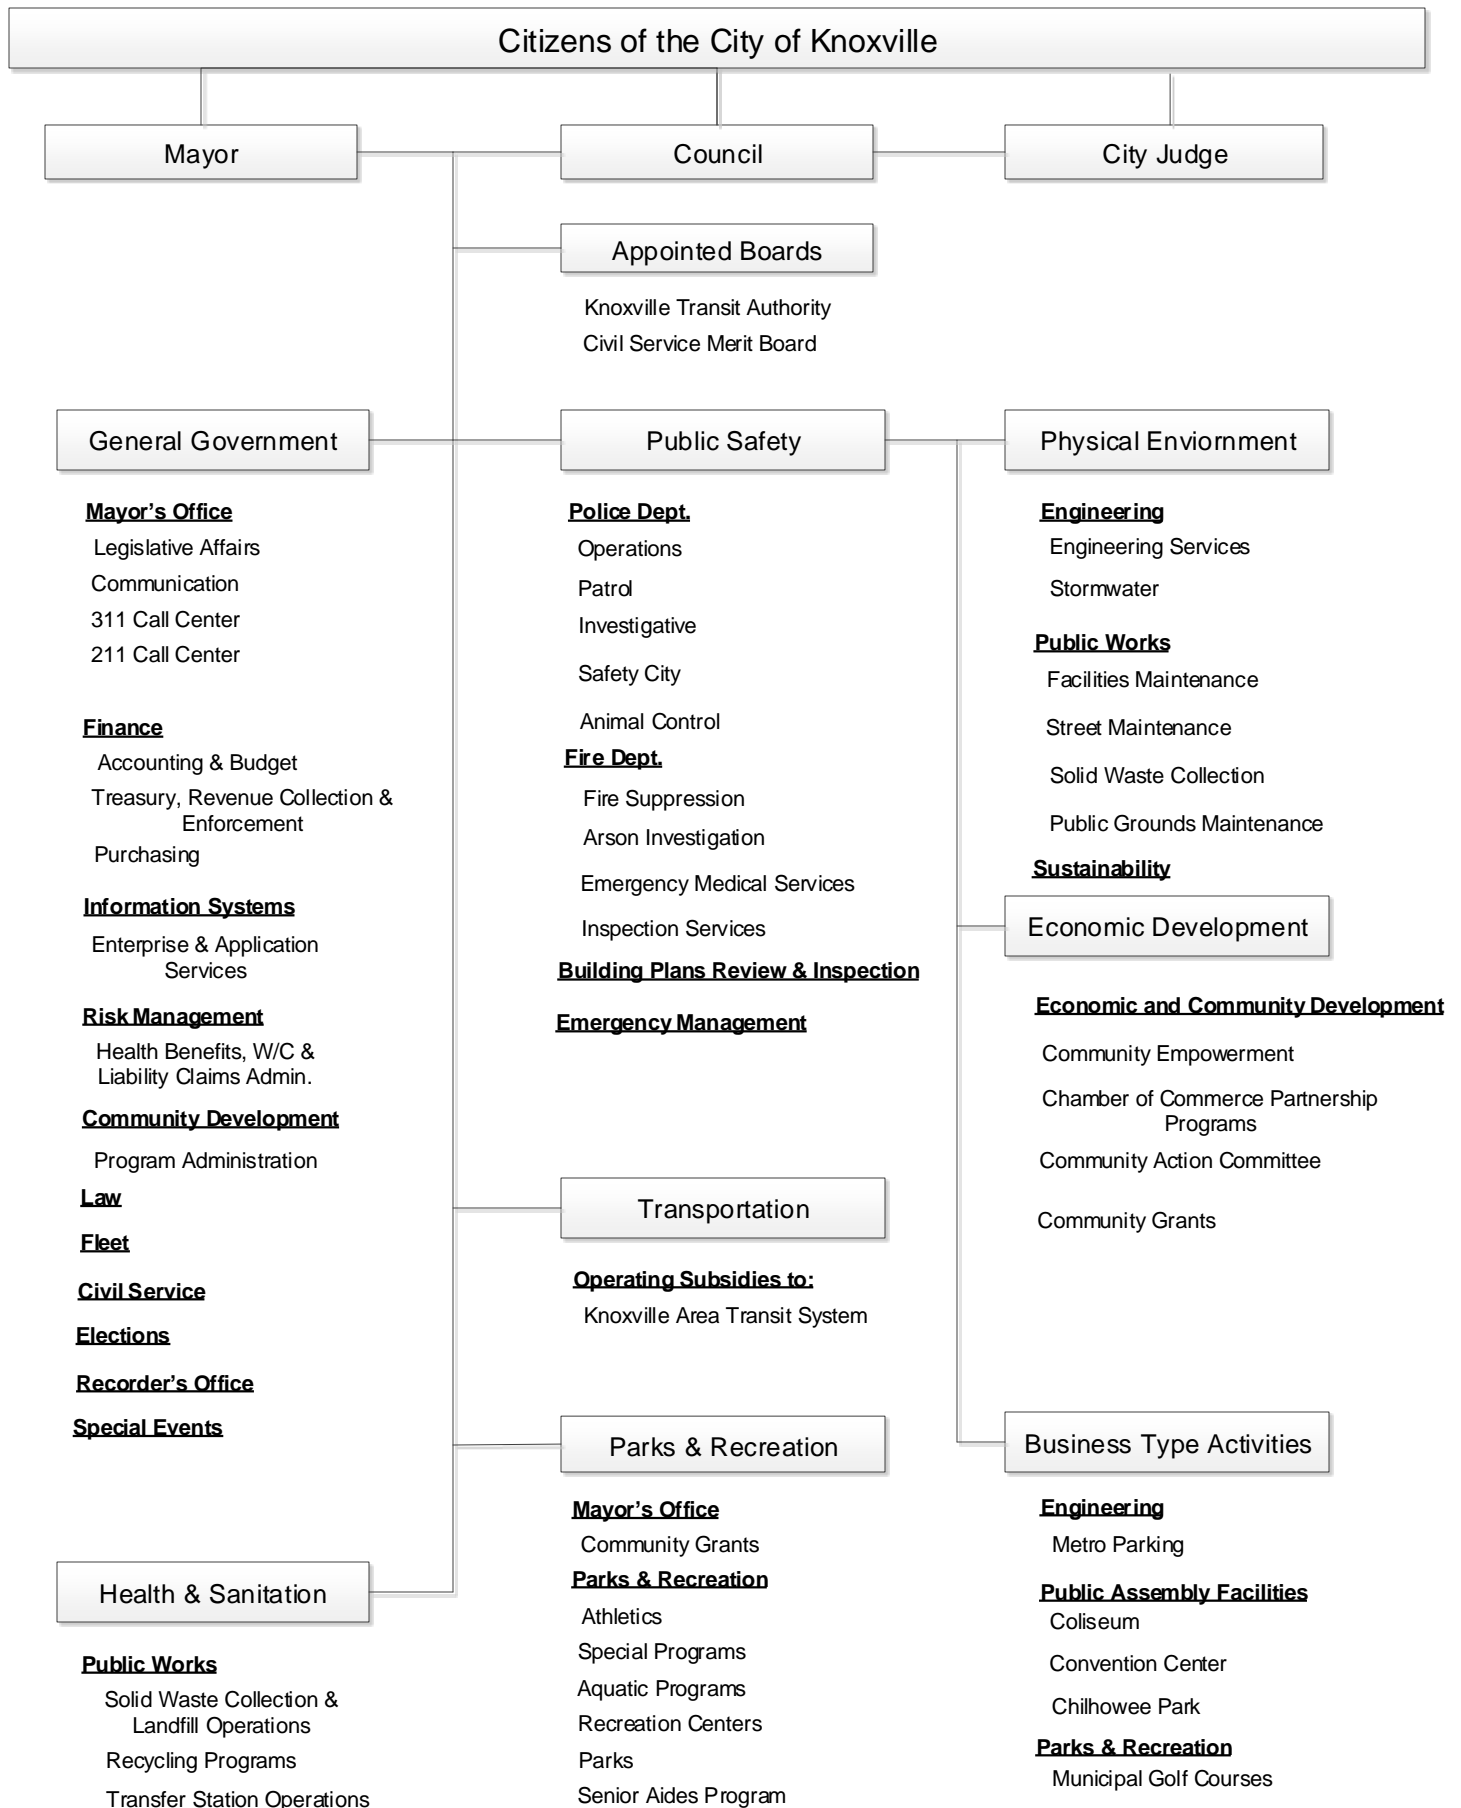 Citizens of the City of Knoxville
Mayor
Council
City Judge
Appointed Boards
Knoxville Transit Authority
Civil Service Merit Board
General Government
Mayor's Office
Legislative Affairs
Communication
311 Call Center
211 Call Center
Finance
Accounting & Budget
Treasury, Revenue Collection &
Enforcement
Purchasing
Information Systems
Enterprise & Application
Services
Risk Management
Health Benefits, W/C &
Liability Claims Admin.
Community Development
Program Administration
Law
Fleet
Civil Service
Elections
Recorder's Office
Special Events
Public Safety
Police Dept.
Operations
Patrol
Investigative
Safety City
Animal Control
Fire Dept.
Fire Suppression
Arson Investigation
Emergency Medical Services
Inspection Services
Building Plans Review & Inspection
Emergency Management
Physical Enviornment
Engineering
Engineering Services
Stormwater
Public Works
Facilities Maintenance
Street Maintenance
Solid Waste Collection
Public Grounds Maintenance
Sustainability
Economic Development
Economic and Community Development
Community Empowerment
Chamber of Commerce Partnership
Programs
Community Action Committee
Community Grants
Transportation
Operating Subsidies to:
Knoxville Area Transit System
Parks & Recreation
Mayor's Office
Community Grants
Parks & Recreation
Athletics
Special Programs
Aquatic Programs
Recreation Centers
Parks
Senior Aides Program
Business Type Activities
Engineering
Metro Parking
Public Assembly Facilities
Coliseum
Convention Center
Chilhowee Park
Parks & Recreation
Municipal Golf Courses
Health & Sanitation
Public Works
Solid Waste Collection &
Landfill Operations
Recycling Programs
Transfer Station Operations